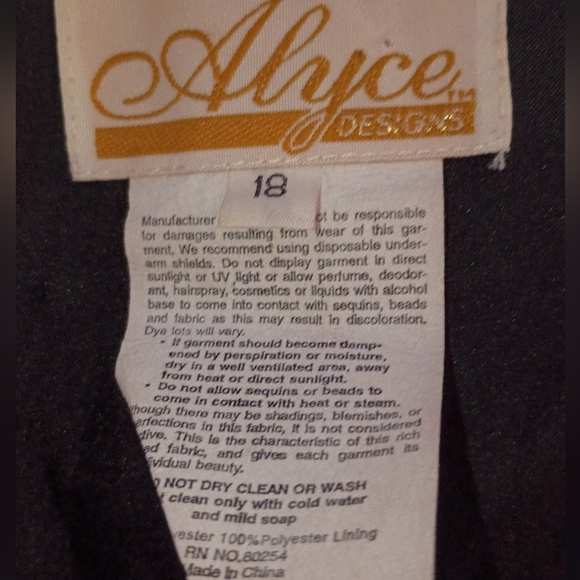 Alyce TM
DESIGNS
18
Manufacturer ot be responsible
for damages resulting from wear of this gar-
ment. We recommend using disposable under-
arm shields. Do not display garment in direct
sunlight or UV light or allow perfume, deodor-
ant, hairspray, cosmetics or liquids with alcohol
base to come into contact with sequins, beads
and fabric as this may result in discoloration.
Dye lots will vary.
• If garment should become damp-
ened by perspiration or moisture,
dry in a well ventilated area, away
from heat or direct sunlight.
• Do not allow sequins or beads to
come in contact with heat or steam.
hough there may be shadings, blemishes, or
erfections in this fabric, it is not considered
ctive. This is the characteristic of this rich
ed fabric, and gives each garment its
ividual beauty.
NOT DRY CLEAN OR WASH
t clean only with cold water
and mild soap
yester 100%Polyester Lining
RN NO.80254
Made In China